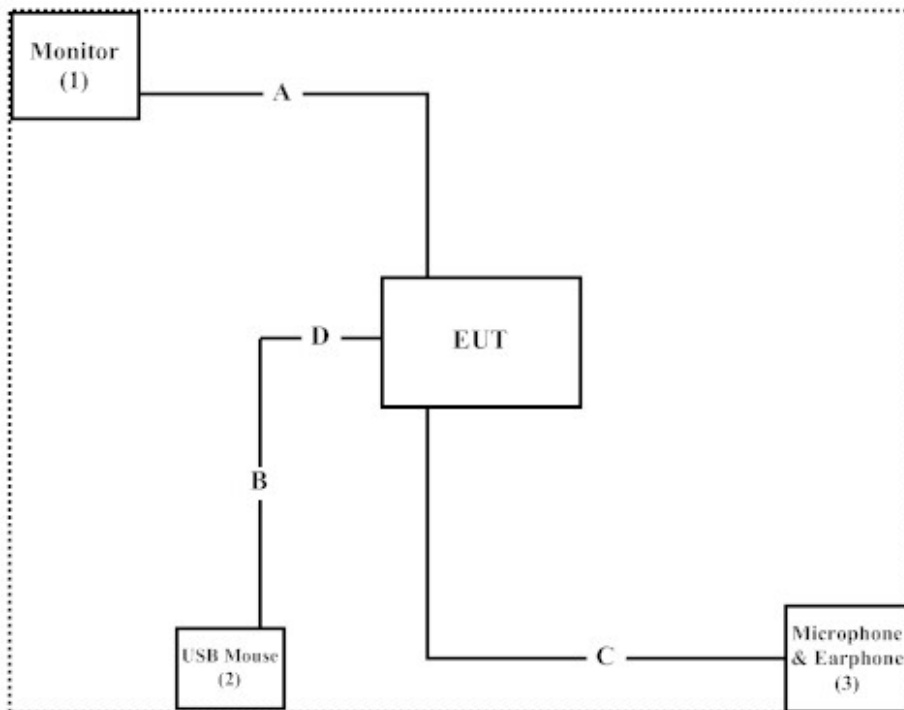 Monitor
(1)
A
EUT
D
B
USB Mouse
(2)
C
Microphone
& Earphone
(3)